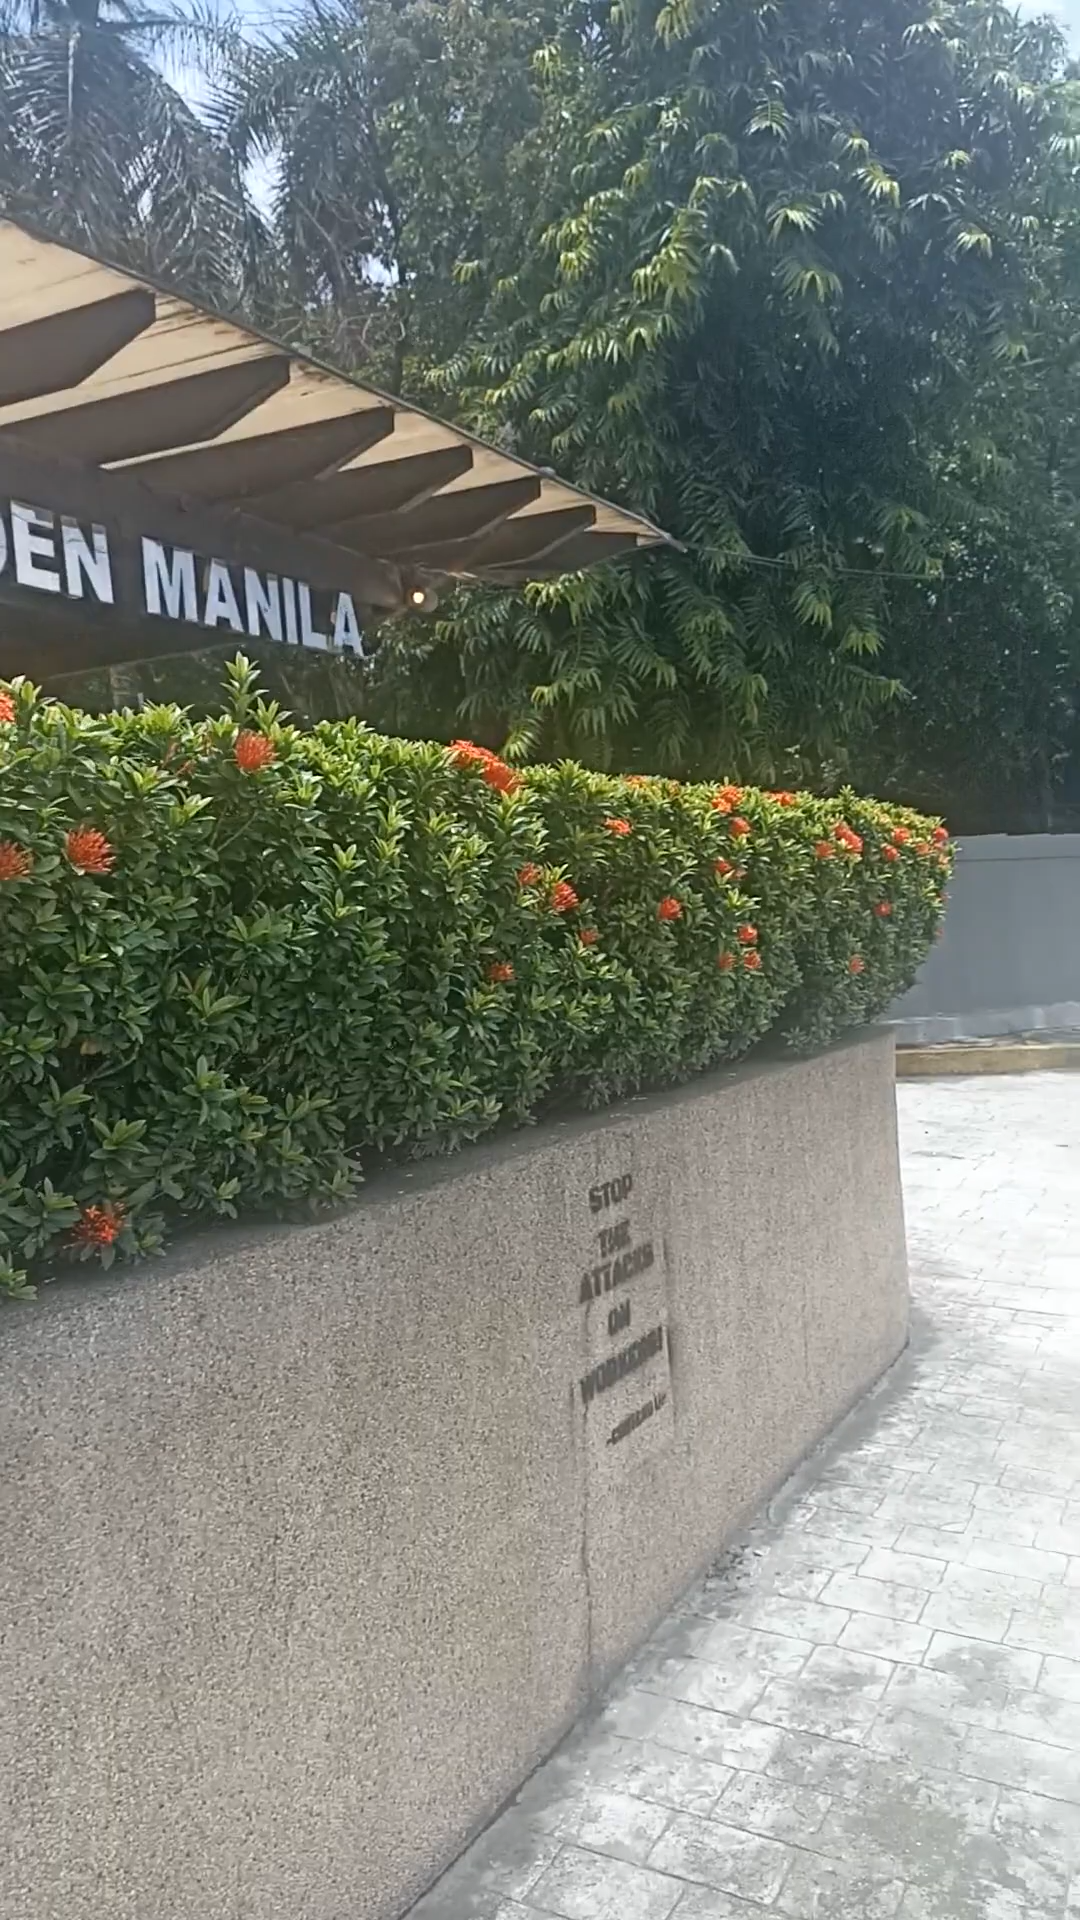 DEN MANILA
STOP
THE
ATTACKS
ON
WORKERS!